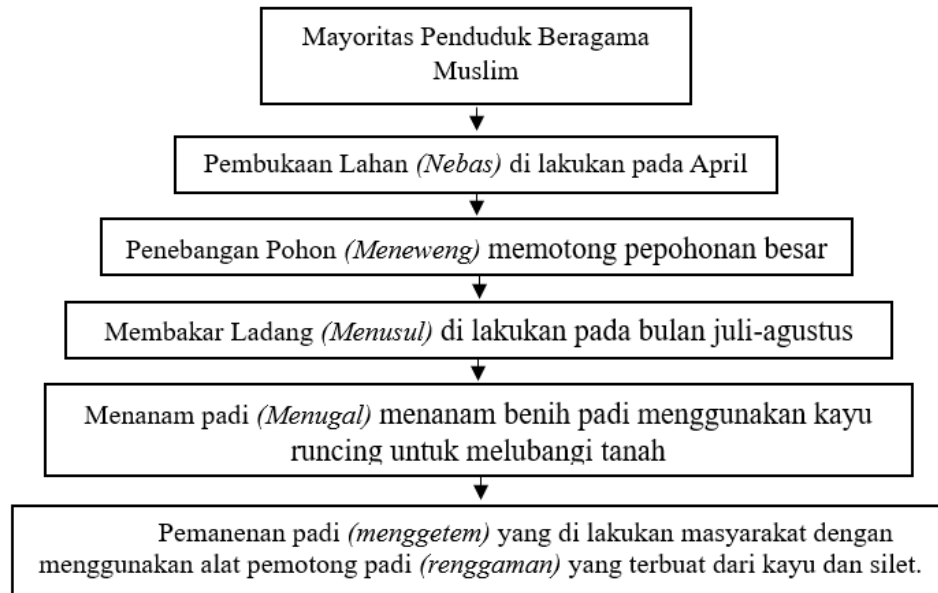 Mayoritas Penduduk Beragama
Muslim
Pembukaan Lahan (Nebas) di lakukan pada April
Penebangan Pohon (Meneweng) memotong pepohonan besar
Membakar Ladang (Menusul) di lakukan pada bulan juli-agustus
Menanam padi (Menugal) menanam benih padi menggunakan kayu
runcing untuk melubangi tanah
Pemanenan padi (menggetem) yang di lakukan masyarakat dengan
menggunakan alat pemotong padi (renggaman) yang terbuat dari kayu dan silet.